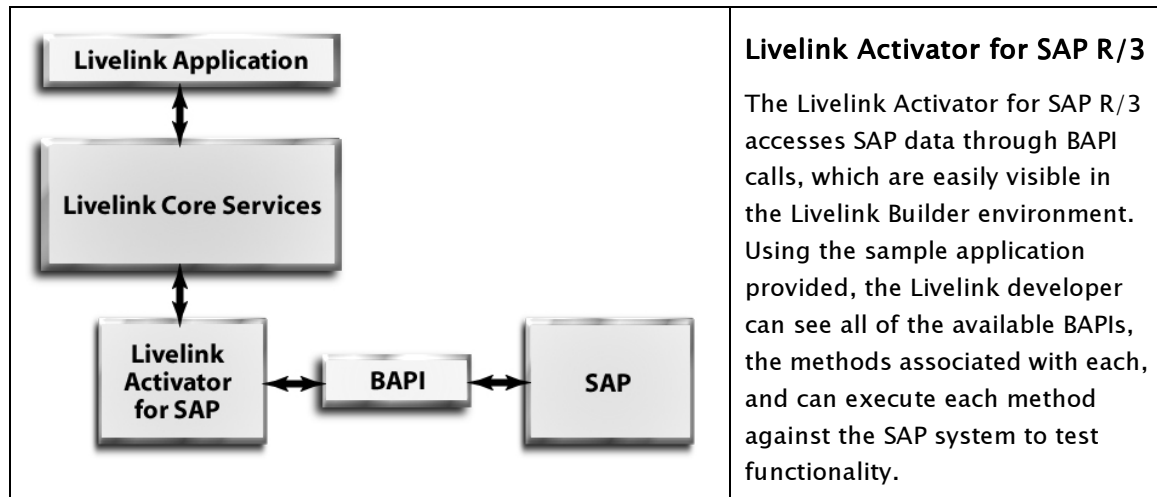 Livelink Application
Livelink Core Services
Livelink
Activator
for SAP
BAPI
SAP
Livelink Activator for SAP R/3
The Livelink Activator for SAP R/3
accesses SAP data through BAPI
calls, which are easily visible in
the Livelink Builder environment.
Using the sample application
provided, the Livelink developer
can see all of the available BAPIs,
the methods associated with each,
and can execute each method
against the SAP system to test
functionality.